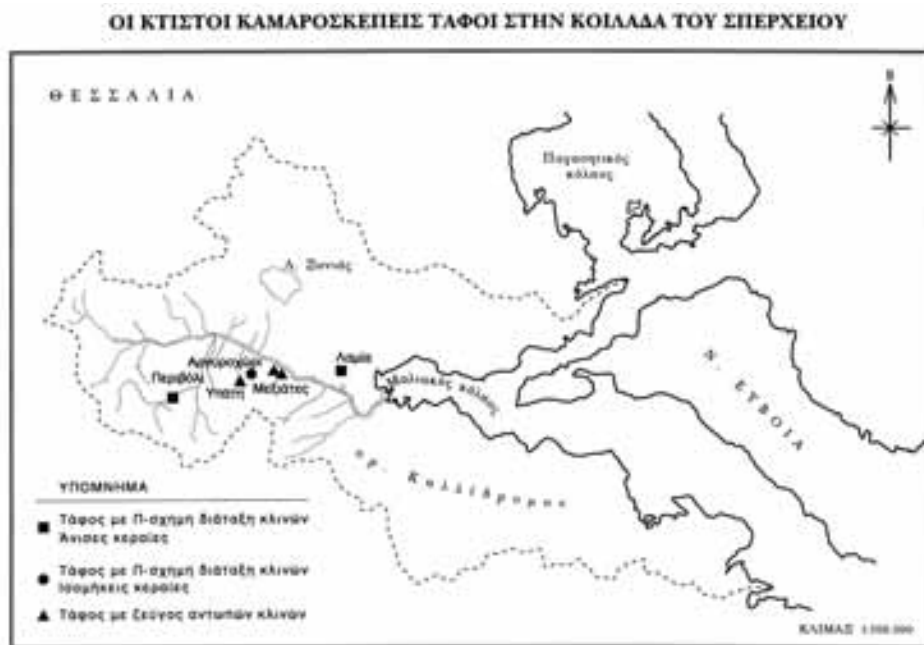 ΟΙ ΚΤΙΣΤΟΙ ΚΑΜΑΡΟΣΚΕΠΕΙΣ ΤΑΦΟΙ ΣΤΗΝ ΚΟΙΛΑΔΑ ΤΟΥ ΣΠΕΡΧΕΙΟΥ
ΘΕΣΣΑΛΙΑ
Β
Παγασητικός
κόλπος
Λ. Ξυνιάς
Λαμία
Αργυροχώρι
Περιβόλι
Υπάτη
Μεξιάτες
Μαλιακός κόλπος
Ν. ΕΥΒΟΙΑ
ορ. Καλλίδρομος
ΥΠΟΜΝΗΜΑ
Τάφος με Π-σχημη διάταξη κλινών
Άνισες κεραίες
Τάφος με Π-σχημη διάταξη κλινών
Ισομήκεις κεραίες
Τάφος με ζεύγος αντωπών κλινών
ΚΛΙΜΑΞ